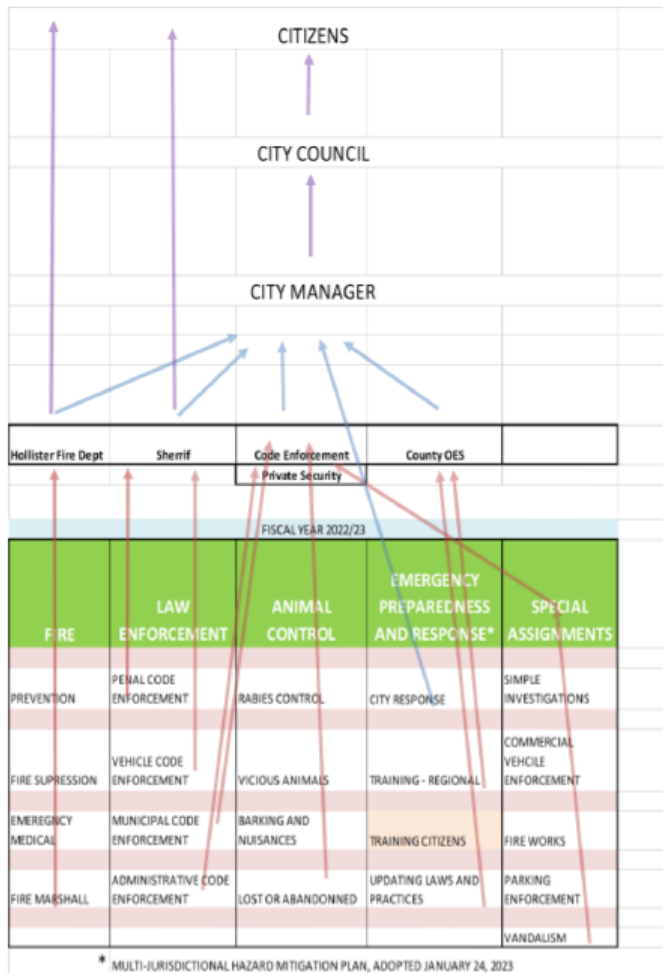 CITIZENS
CITY COUNCIL
CITY MANAGER
Hollister Fire Dept Sherrif Code Enforcement County OES
Private Security
FISCAL YEAR 2022/23
FIRE
LAW
ENFORCEMENT
ANIMAL
CONTROL
EMERGENCY
PREPAREDNESS
AND RESPONSE*
SPECIAL
ASSIGNMENTS
PREVENTION
PENAL CODE
ENFORCEMENT
RABIES CONTROL
CITY RESPONSE
SIMPLE
INVESTIGATIONS
FIRE SUPRESSION
VEHICLE CODE
ENFORCEMENT
VICIOUS ANIMALS
TRAINING - REGIONAL
COMMERCIAL
VEHCILE
ENFORCEMENT
EMEREGNCY
MEDICAL
MUNICIPAL CODE
ENFORCEMENT
BARKING AND
NUISANCES
TRAINING CITIZENS
FIRE WORKS
FIRE MARSHALL
ADMINISTRATIVE CODE
ENFORCEMENT
LOST OR ABANDONNED
UPDATING LAWS AND
PRACTICES
PARKING
ENFORCEMENT
VANDALISM
* MULTI-JURISDICTIONAL HAZARD MITIGATION PLAN, ADOPTED JANUARY 24, 2023